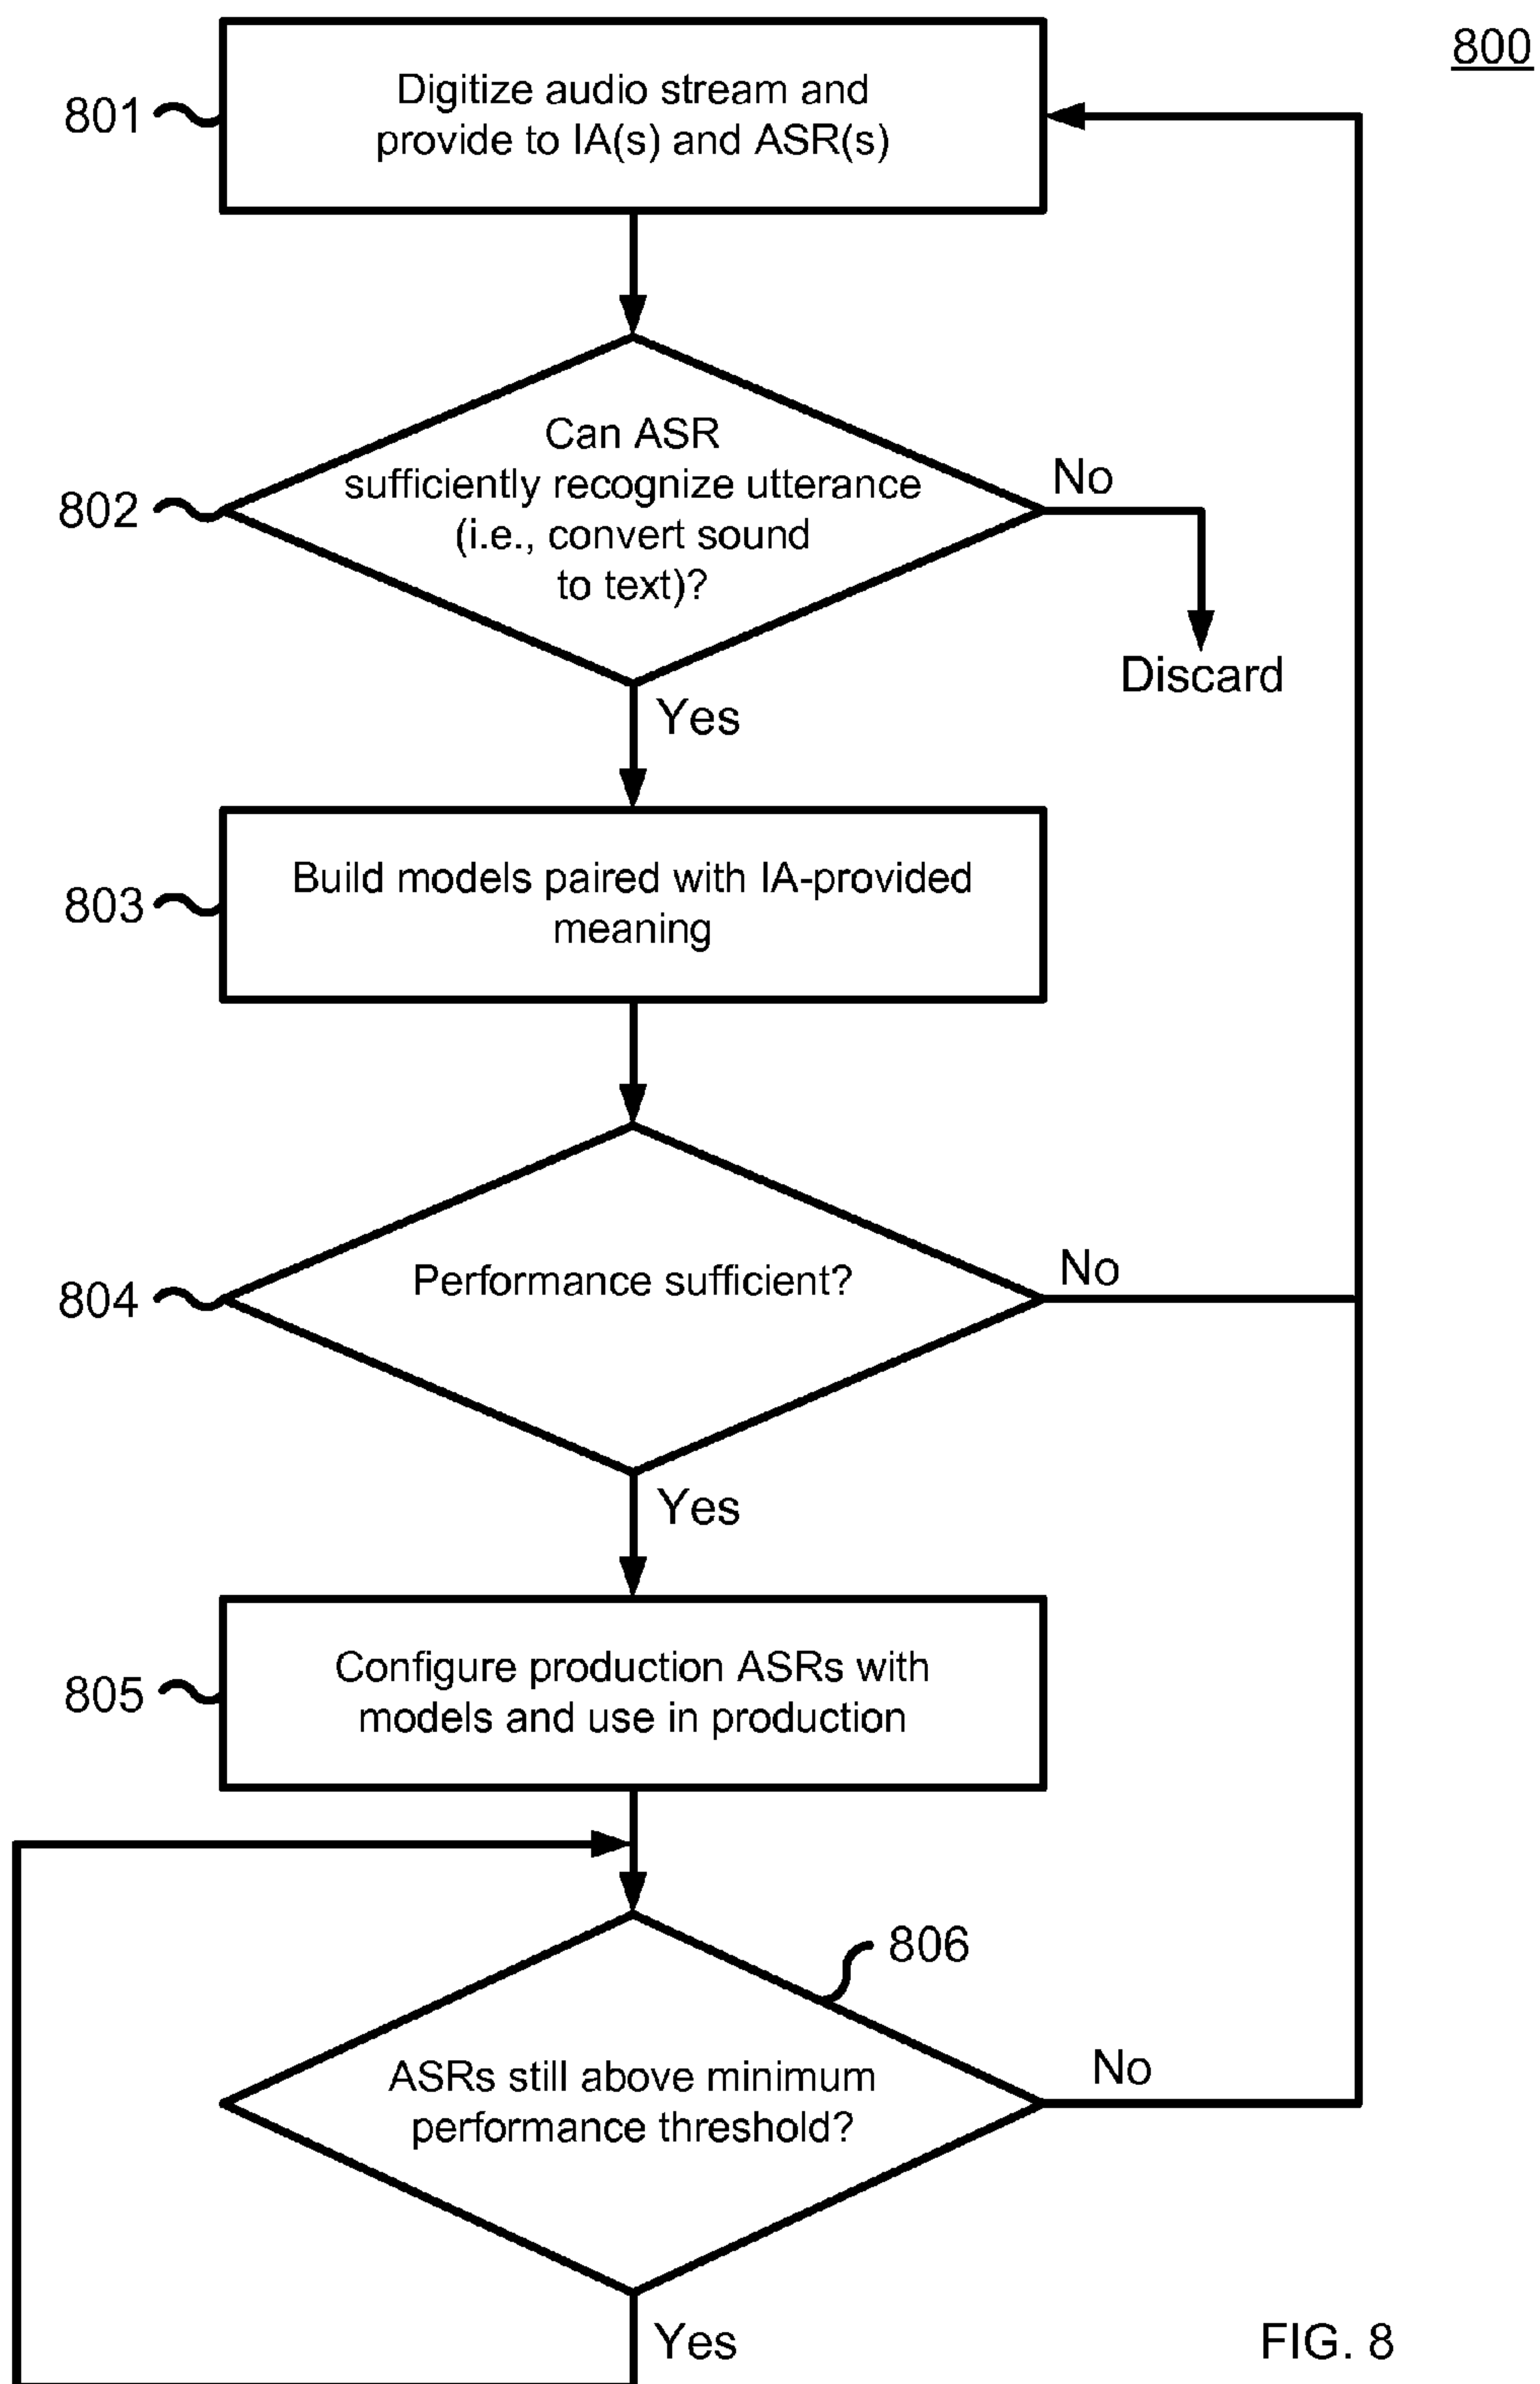 800
801
Digitize audio stream and
provide to IA(s) and ASR(s)
802
Can ASR
sufficiently recognize utterance
(i.e., convert sound
to text)?
No
Discard
Yes
803
Build models paired with IA-provided
meaning
804
Performance sufficient?
No
Yes
805
Configure production ASRs with
models and use in production
806
ASRs still above minimum
performance threshold?
No
Yes
FIG. 8